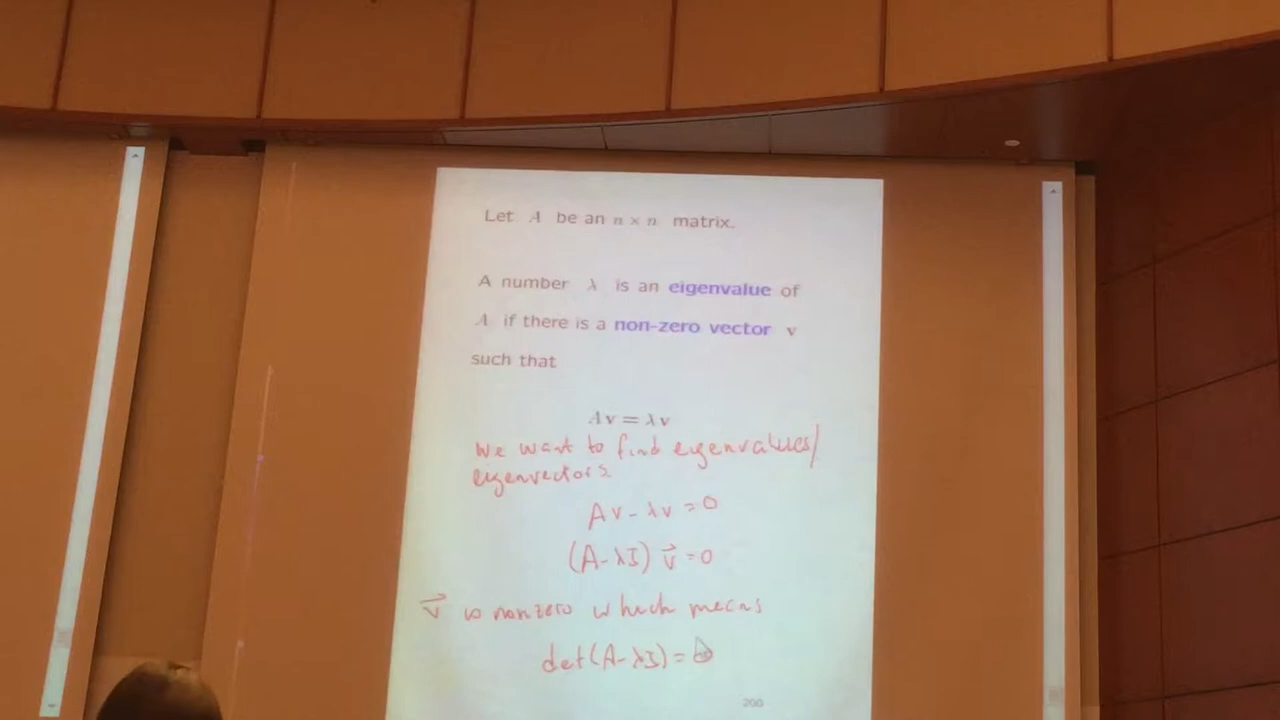 Let A be an n × n matrix.
A number λ is an eigenvalue of
A if there is a non-zero vector v
such that
Av = λv
We want to find eigenvalues/
eigenvectors
Av - λv = 0
(A-λI) v⃗ = 0
v⃗ is nonzero which means
det(A-λI) = 0
200